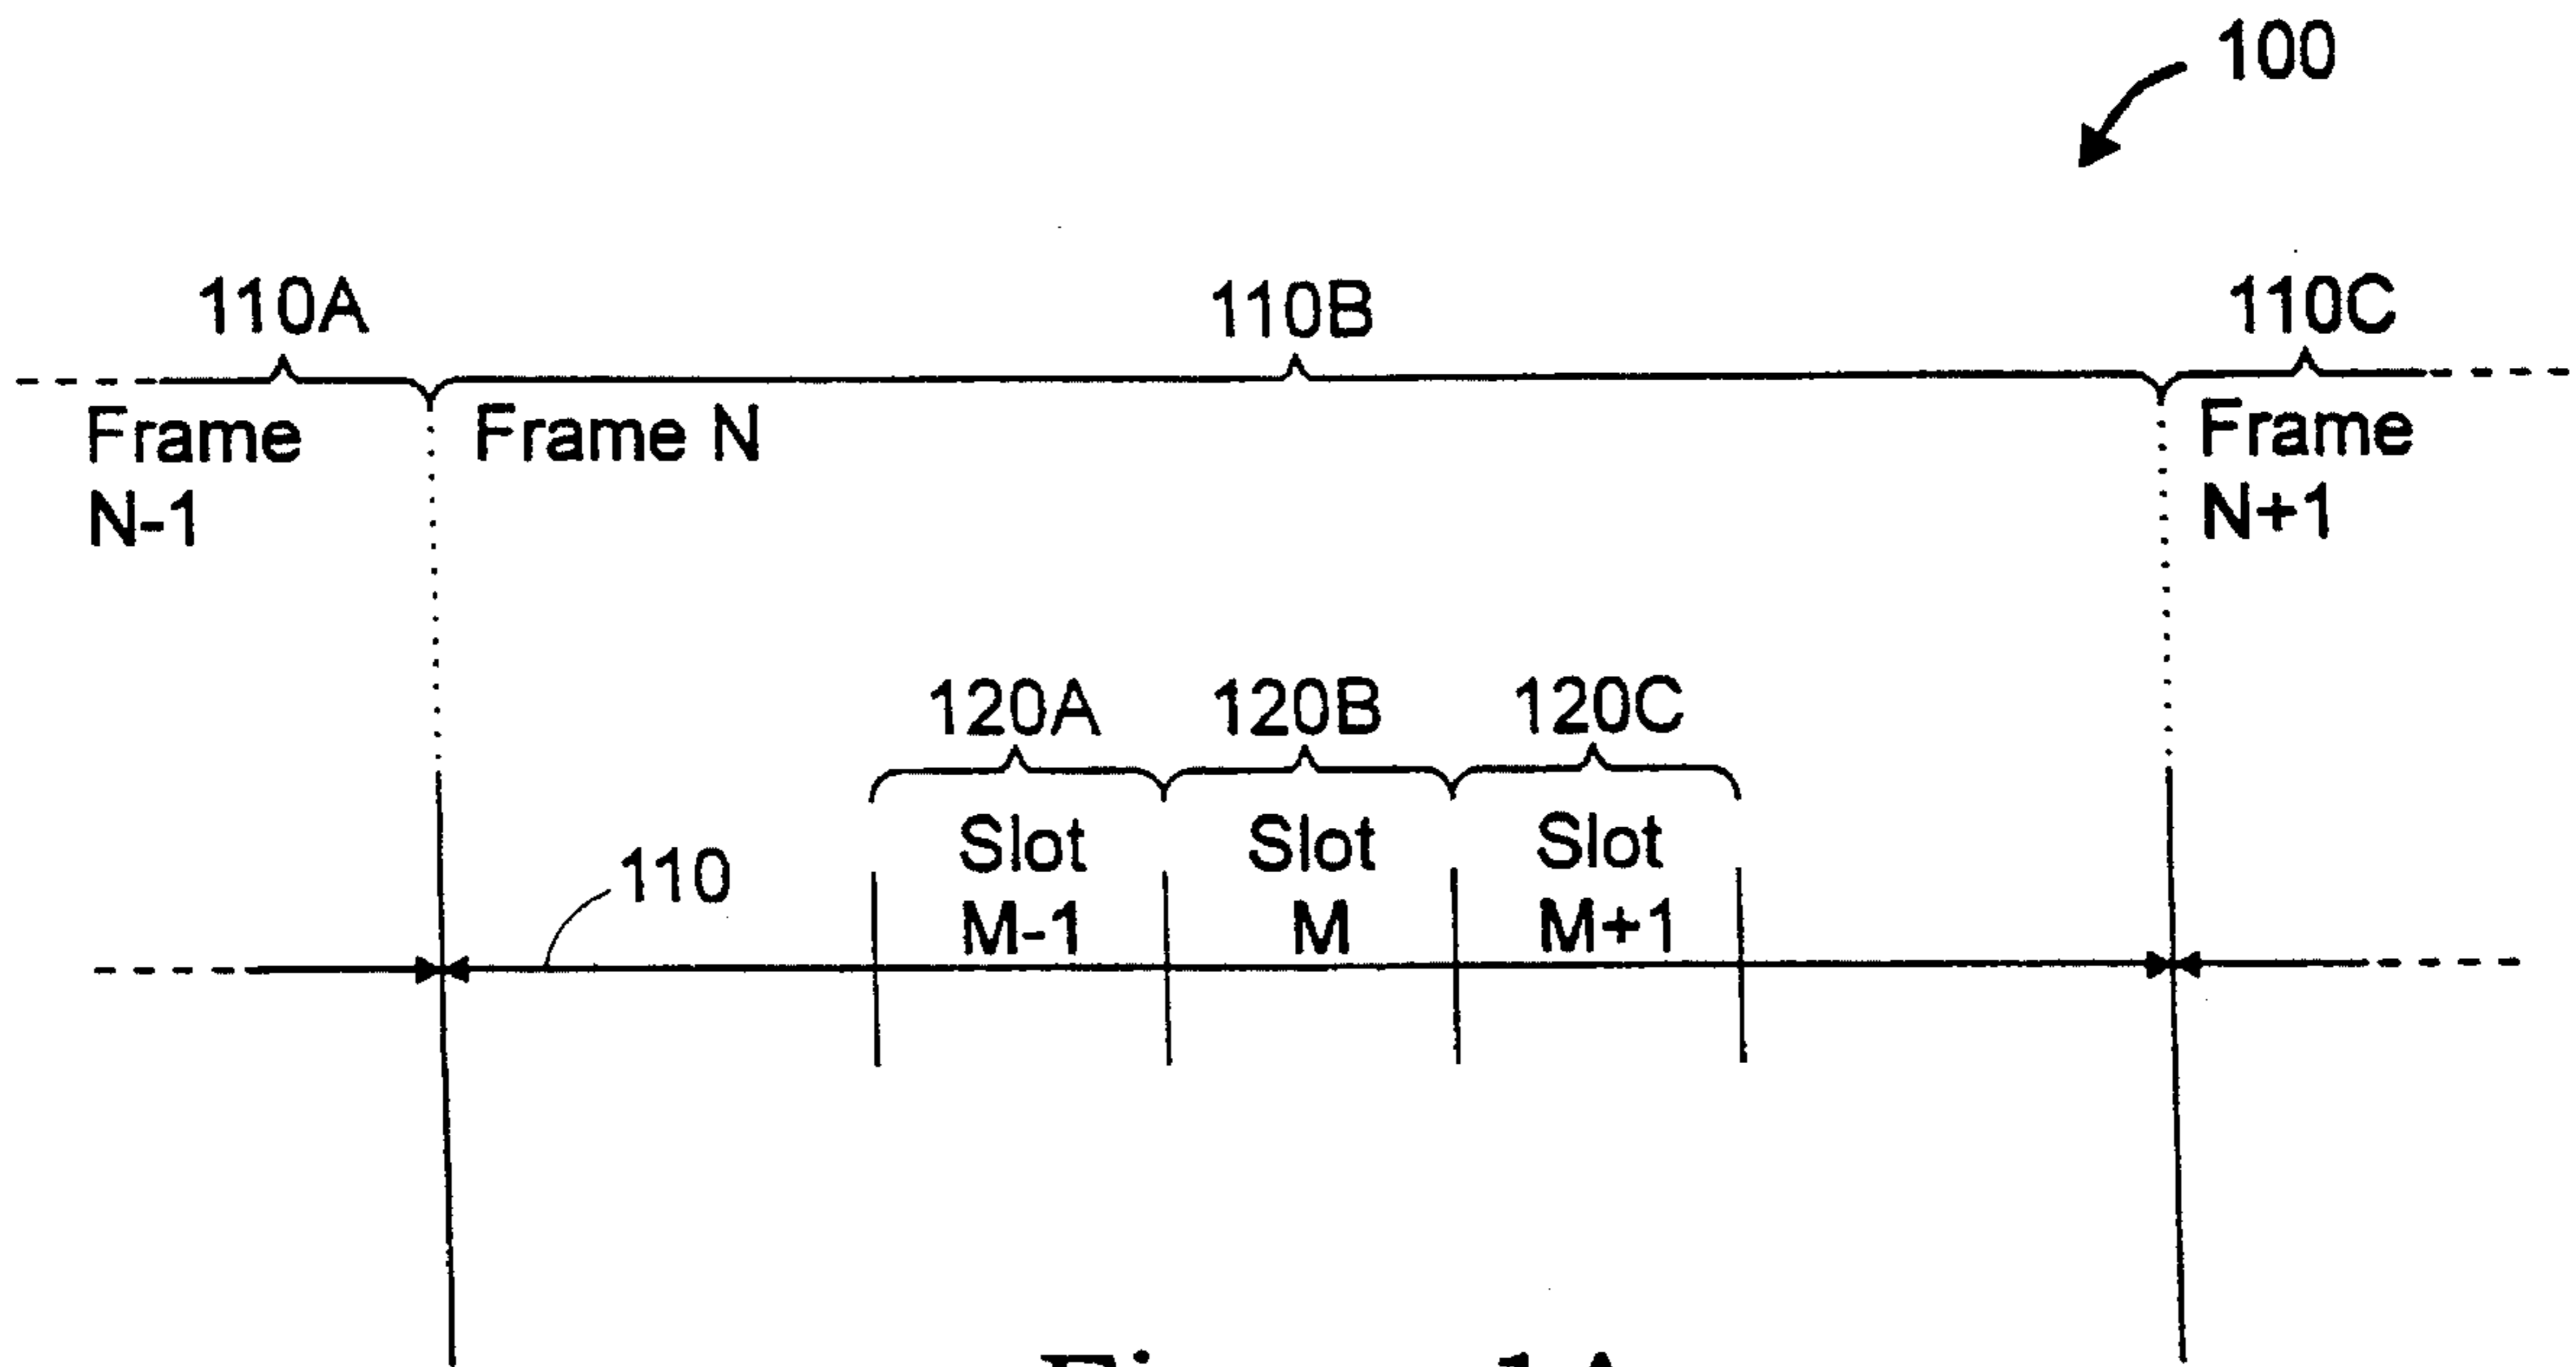 100
110A 110B 110C
Frame N-1
Frame N
Frame N+1
120A 120B 120C
Slot M-1
Slot M
Slot M+1
110